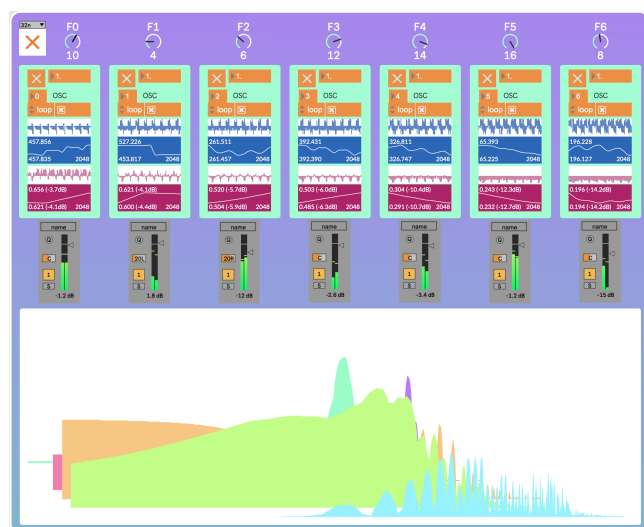 32n
F0 F1 F2 F3 F4 F5 F6
10 4 6 12 14 16 8
1. 1. 1. 1. 1. 1. 1.
0 OSC 1 OSC 2 OSC 3 OSC 4 OSC 5 OSC 6 OSC
loop loop loop loop loop loop loop
457.856 527.226 261.511 392.431 326.811 65.393 196.228
457.835 2048 453.817 2048 261.457 2048 392.390 2048 326.747 2048 65.225 2048 196.127 2048
0.656 (-3.7dB) 0.621 (-4.1dB) 0.520 (-5.7dB) 0.503 (-6.0dB) 0.304 (-10.4dB) 0.243 (-12.3dB) 0.196 (-14.2dB)
0.621 (-4.1dB) 2048 0.600 (-4.4dB) 2048 0.504 (-5.9dB) 2048 0.485 (-6.3dB) 2048 0.291 (-10.7dB) 2048 0.232 (-12.7dB) 2048 0.194 (-14.2dB) 2048
name name name name name name name
Q Q Q Q Q Q Q
C 20L 20R C C C C
1 1 1 1 1 1 1
S S S S S S S
-1.2 dB 1.8 dB -12 dB -2.6 dB -3.4 dB -1.2 dB -15 dB